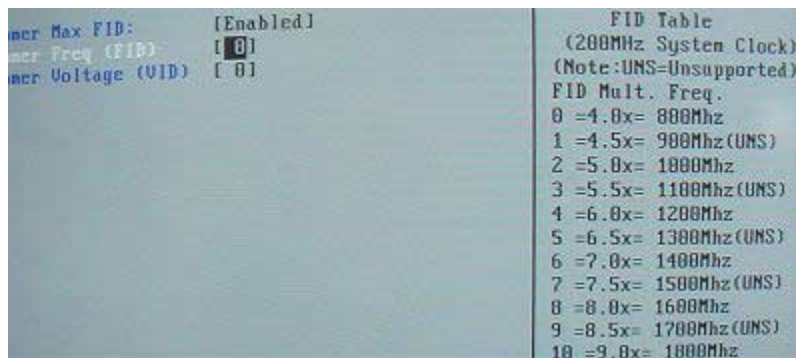 mer Max FID: [Enabled]
mer Freq (FID) [ 0]
mer Voltage (VID) [ 0]
FID Table
(200MHz System Clock)
(Note:UNS=Unsupported)
FID Mult. Freq.
0 =4.0x= 800Mhz
1 =4.5x= 900Mhz(UNS)
2 =5.0x= 1000Mhz
3 =5.5x= 1100Mhz(UNS)
4 =6.0x= 1200Mhz
5 =6.5x= 1300Mhz(UNS)
6 =7.0x= 1400Mhz
7 =7.5x= 1500Mhz(UNS)
8 =8.0x= 1600Mhz
9 =8.5x= 1700Mhz(UNS)
10 =9.0x= 1800Mhz